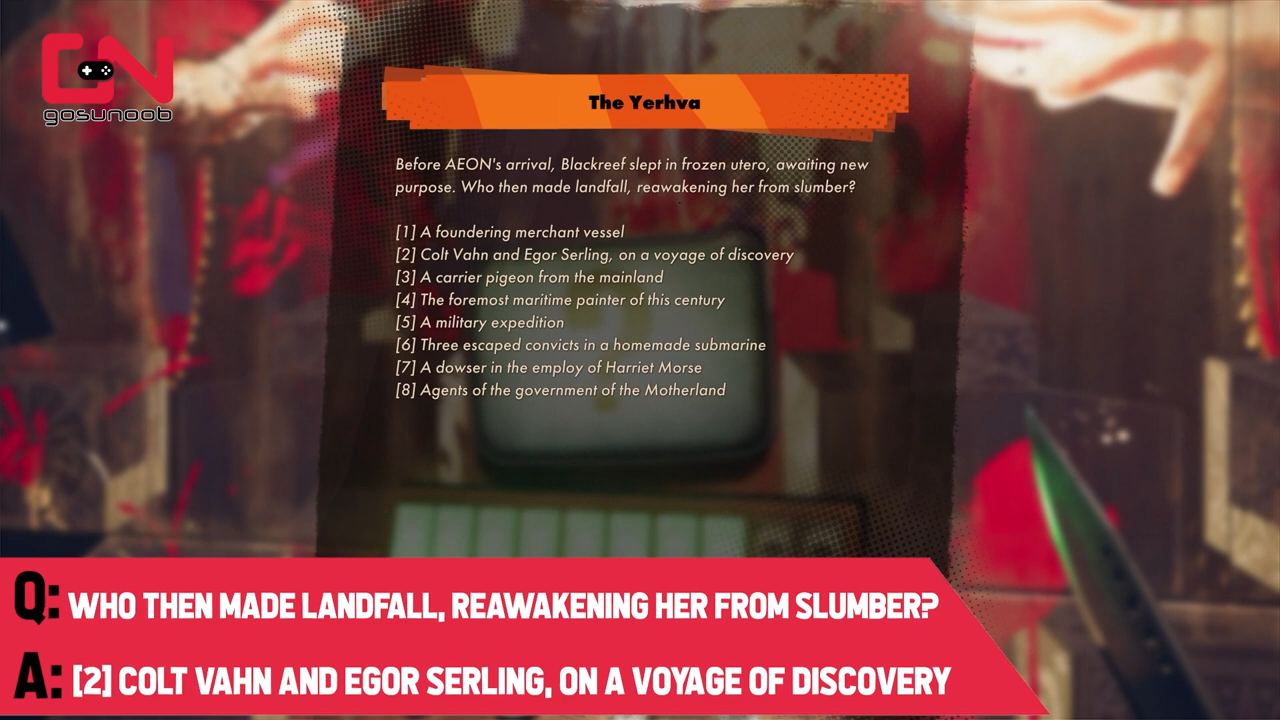 GN
gosunoob
The Yerhva
Before AEON's arrival, Blackreef slept in frozen utero, awaiting new
purpose. Who then made landfall, reawakening her from slumber?
[1] A foundering merchant vessel
[2] Colt Vahn and Egor Serling, on a voyage of discovery
[3] A carrier pigeon from the mainland
[4] The foremost maritime painter of this century
[5] A military expedition
[6] Three escaped convicts in a homemade submarine
[7] A dowser in the employ of Harriet Morse
[8] Agents of the government of the Motherland
Q: WHO THEN MADE LANDFALL, REAWAKENING HER FROM SLUMBER?
A: [2] COLT VAHN AND EGOR SERLING, ON A VOYAGE OF DISCOVERY